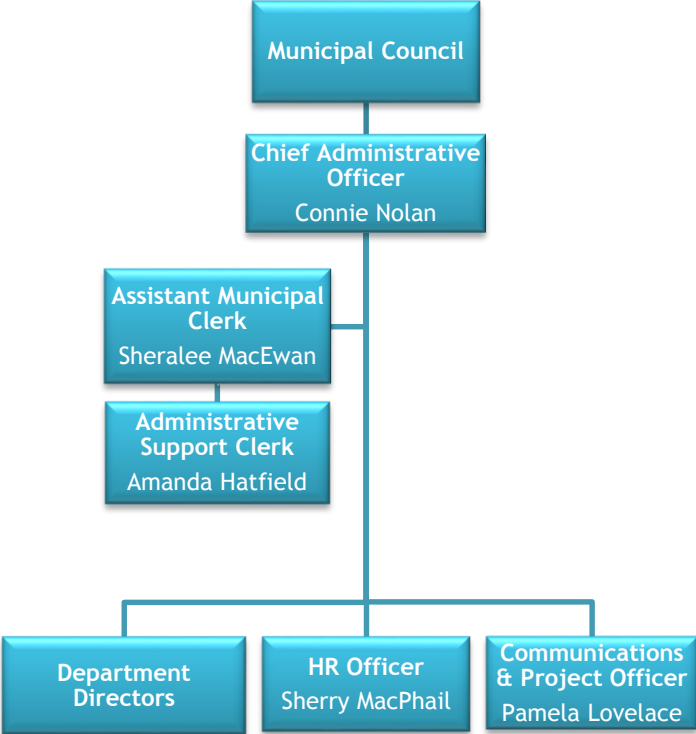 Municipal Council
Chief Administrative
Officer
Connie Nolan
Assistant Municipal
Clerk
Sheralee MacEwan
Administrative
Support Clerk
Amanda Hatfield
Department
Directors
HR Officer
Sherry MacPhail
Communications
& Project Officer
Pamela Lovelace